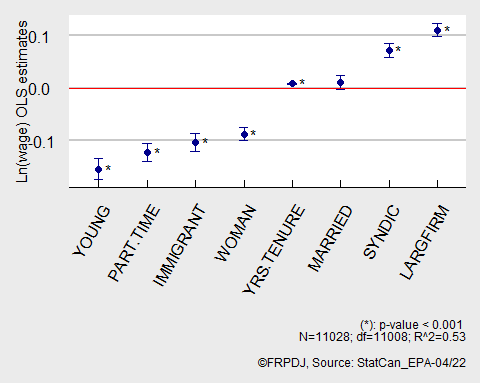 Ln(wage) OLS estimates
0.1
0.0
-0.1
* * * * * * *
YOUNG
PART.TIME
IMMIGRANT
WOMAN
YRS.TENURE
MARRIED
SYNDIC
LARGFIRM
(*): p-value < 0.001
N=11028; df=11008; R^2=0.53
©FRPDJ, Source: StatCan_EPA-04/22